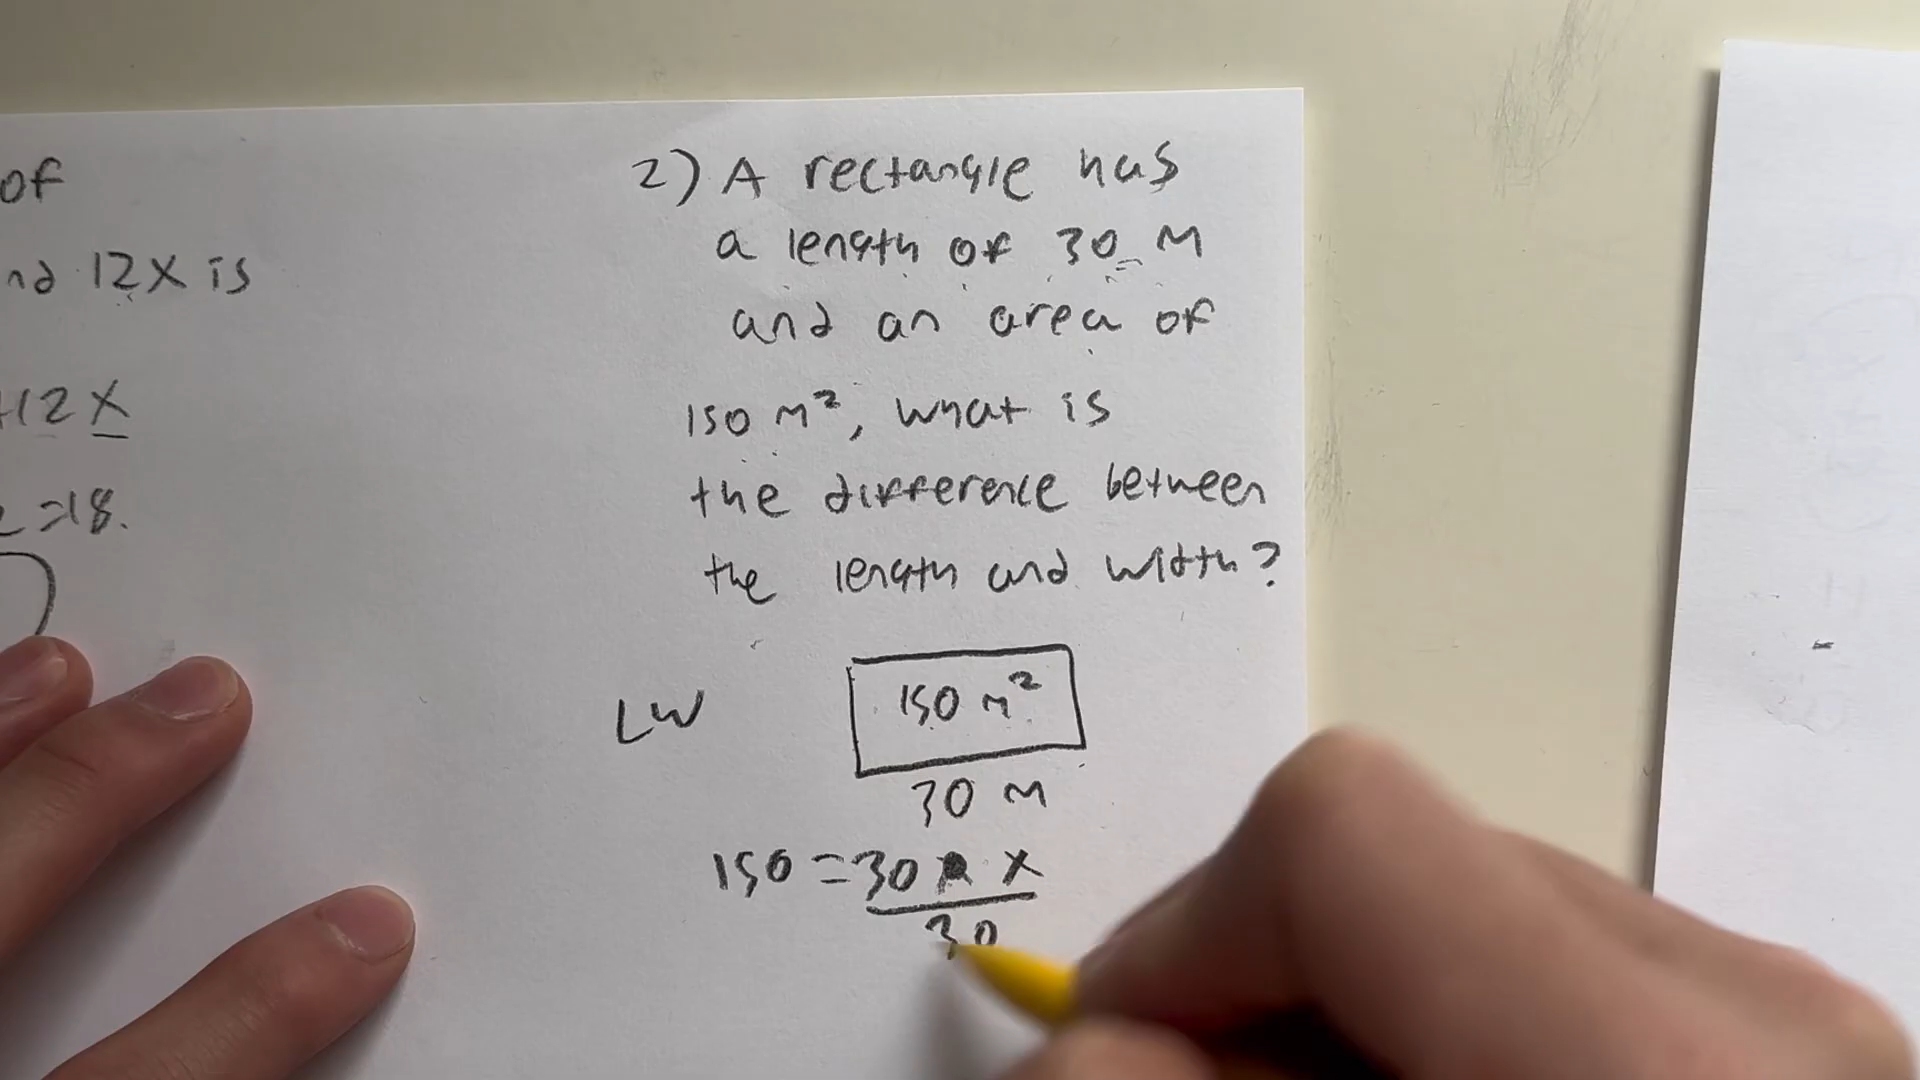 of
nd 12X is
+12 X
=18.
2) A rectangle has
a length of 30 M
and an area of
150 M², what is
the difference between
the length and width?
LW
150 M²
30 M
150 = 30 X
30